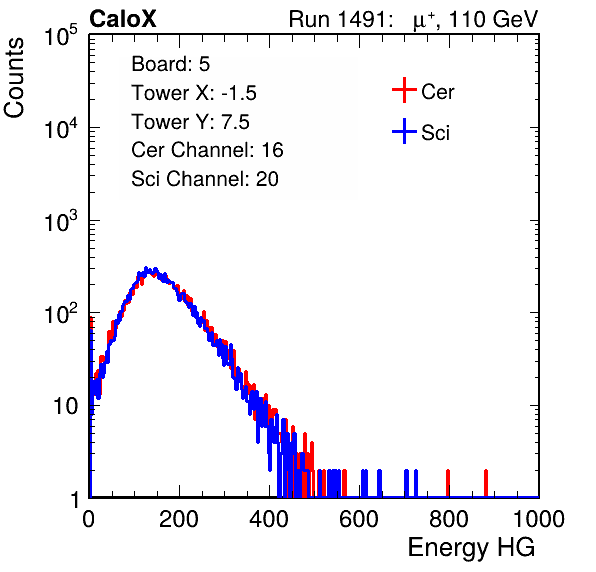 CaloX Run 1491: μ⁺, 110 GeV
Counts
Board: 5
Tower X: -1.5
Tower Y: 7.5
Cer Channel: 16
Sci Channel: 20
Cer
Sci
10⁵
10⁴
10³
10²
10
1
0 200 400 600 800 1000
Energy HG